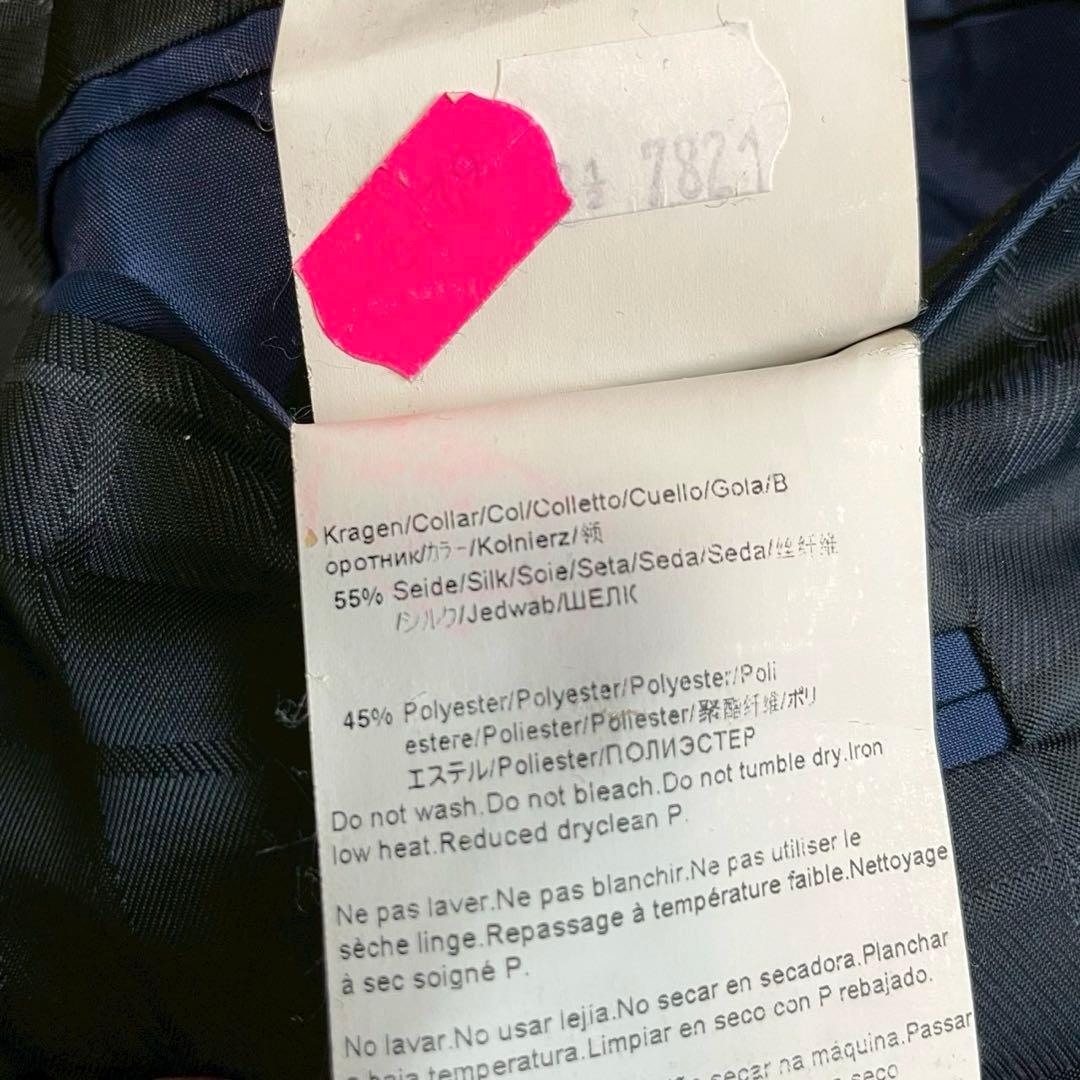 7821
Kragen/Collar/Col/Colletto/Cuello/Gola/В
оротник/カラー/Kołnierz/领
55% Seide/Silk/Soie/Seta/Seda/Seda/丝纤维
/シルク/Jedwab/ШЕЛК
45% Polyester/Polyester/Polyester/Poli
estere/Poliester/Poliester/聚酯纤维/ポリ
エステル/Poliester/ПОЛИЭСТЕР
Do not wash.Do not bleach.Do not tumble dry.Iron
low heat.Reduced dryclean P.
Ne pas laver.Ne pas blanchir.Ne pas utiliser le
sèche linge.Repassage à température faible.Nettoyage
à sec soigné P.
No lavar.No usar lejía.No secar en secadora.Planchar
a baja temperatura.Limpiar en seco con P rebajado.
secar na máquina.Passar
seco